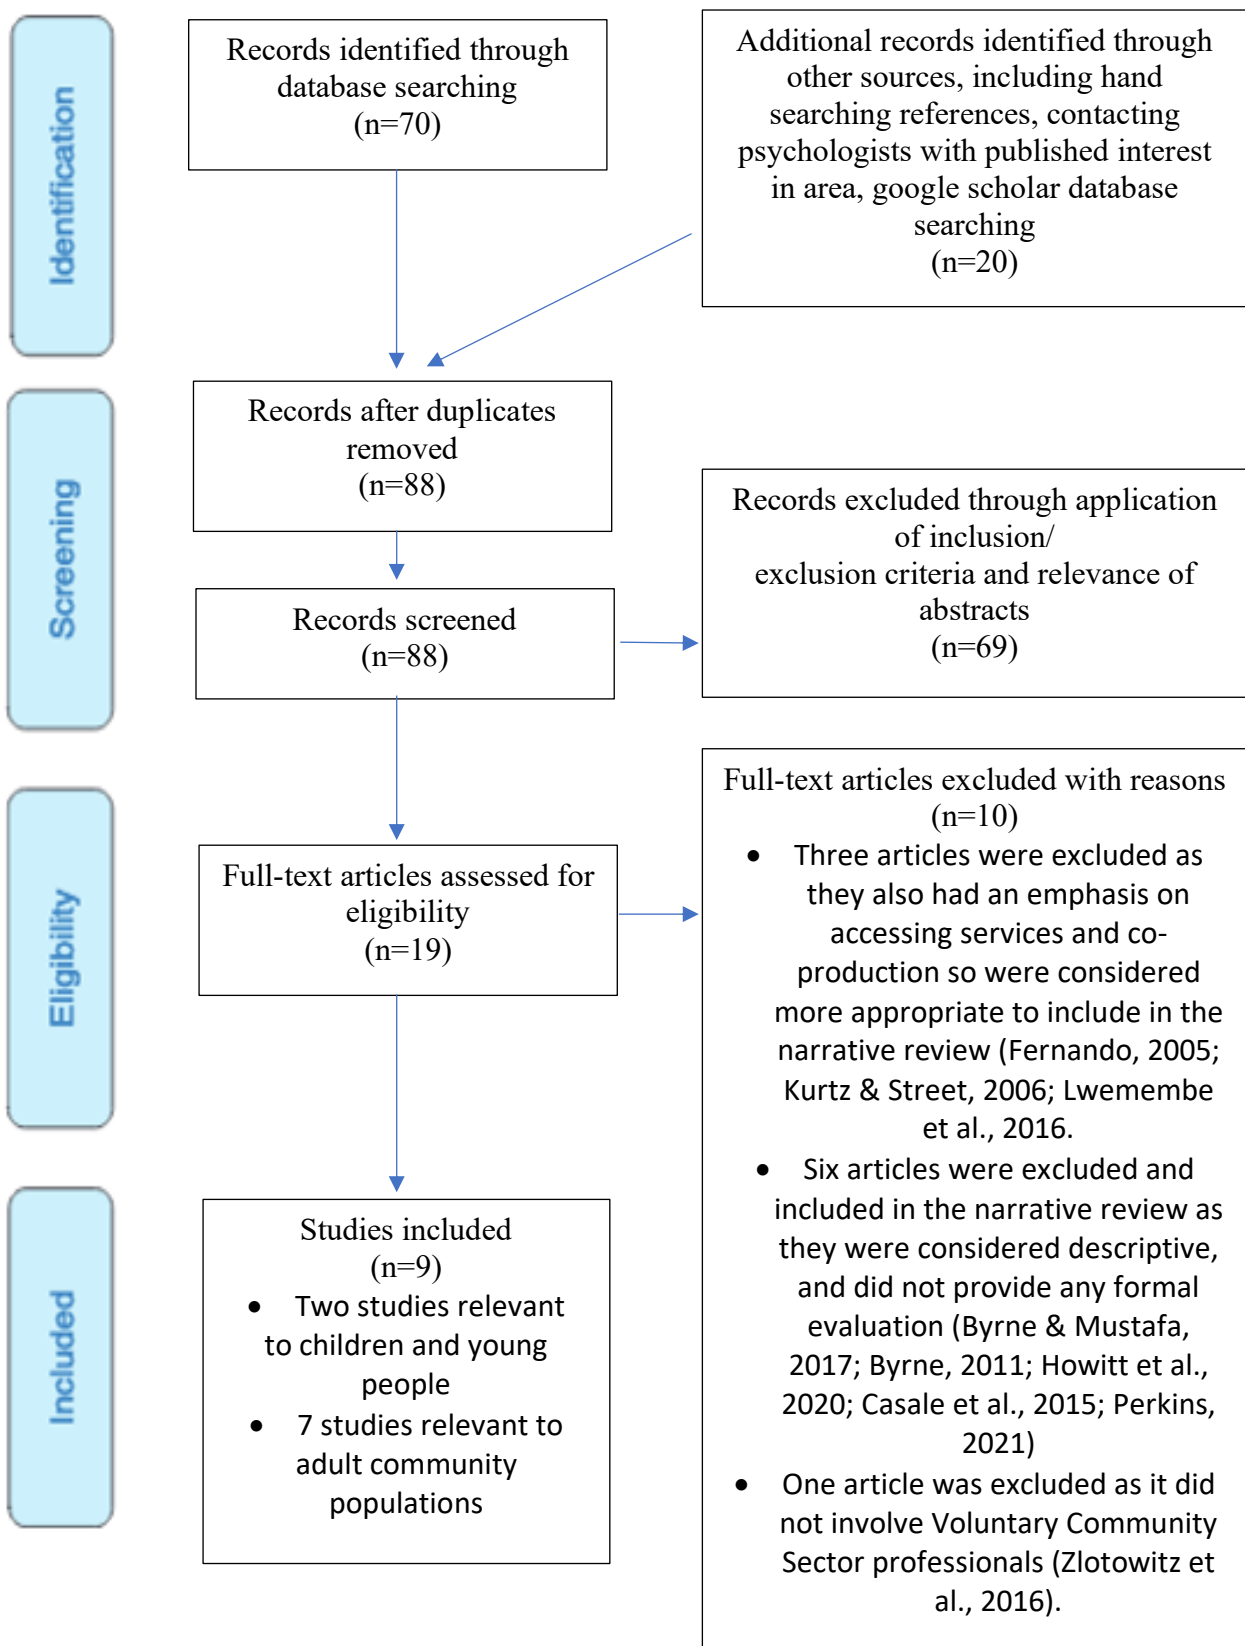 Identification
Records identified through
database searching
(n=70)
Additional records identified through
other sources, including hand
searching references, contacting
psychologists with published interest
in area, google scholar database
searching
(n=20)
Screening
Records after duplicates
removed
(n=88)
Records screened
(n=88)
Records excluded through application
of inclusion/
exclusion criteria and relevance of
abstracts
(n=69)
Eligibility
Full-text articles assessed for
eligibility
(n=19)
Full-text articles excluded with reasons
(n=10)
• Three articles were excluded as
they also had an emphasis on
accessing services and co-
production so were considered
more appropriate to include in the
narrative review (Fernando, 2005;
Kurtz & Street, 2006; Lwemembe
et al., 2016.
• Six articles were excluded and
included in the narrative review as
they were considered descriptive,
and did not provide any formal
evaluation (Byrne & Mustafa,
2017; Byrne, 2011; Howitt et al.,
2020; Casale et al., 2015; Perkins,
2021)
• One article was excluded as it did
not involve Voluntary Community
Sector professionals (Zlotowitz et
al., 2016).
Included
Studies included
(n=9)
• Two studies relevant
to children and young
people
• 7 studies relevant to
adult community
populations